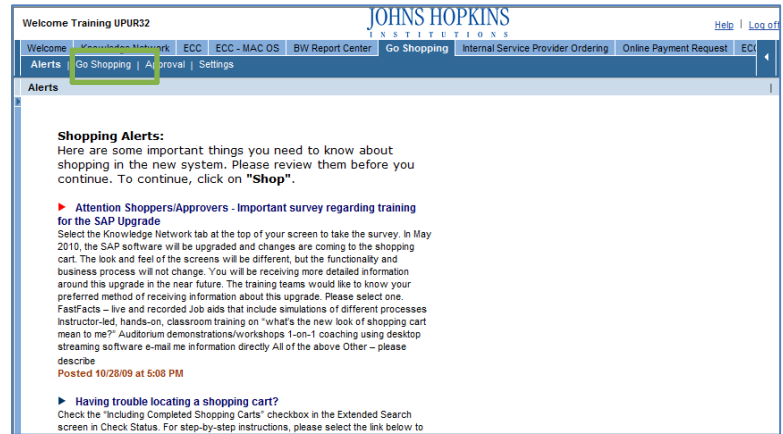 Welcome Training UPUR32
JOHNS HOPKINS
INSTITUTIONS
Help | Log off
Welcome Knowledge Network ECC ECC - MAC OS BW Report Center Go Shopping Internal Service Provider Ordering Online Payment Request EC
Alerts | Go Shopping | Approval | Settings
Alerts
Shopping Alerts:
Here are some important things you need to know about
shopping in the new system. Please review them before you
continue. To continue, click on "Shop".
Attention Shoppers/Approvers - Important survey regarding training
for the SAP Upgrade
Select the Knowledge Network tab at the top of your screen to take the survey. In May
2010, the SAP software will be upgraded and changes are coming to the shopping
cart. The look and feel of the screens will be different, but the functionality and
business process will not change. You will be receiving more detailed information
around this upgrade in the near future. The training teams would like to know your
preferred method of receiving information about this upgrade. Please select one.
FastFacts – live and recorded Job aids that include simulations of different processes
Instructor-led, hands-on, classroom training on "what's the new look of shopping cart
mean to me?" Auditorium demonstrations/workshops 1-on-1 coaching using desktop
streaming software e-mail me information directly All of the above Other – please
describe
Posted 10/28/09 at 5:08 PM
Having trouble locating a shopping cart?
Check the "Including Completed Shopping Carts" checkbox in the Extended Search
screen in Check Status. For step-by-step instructions, please select the link below to